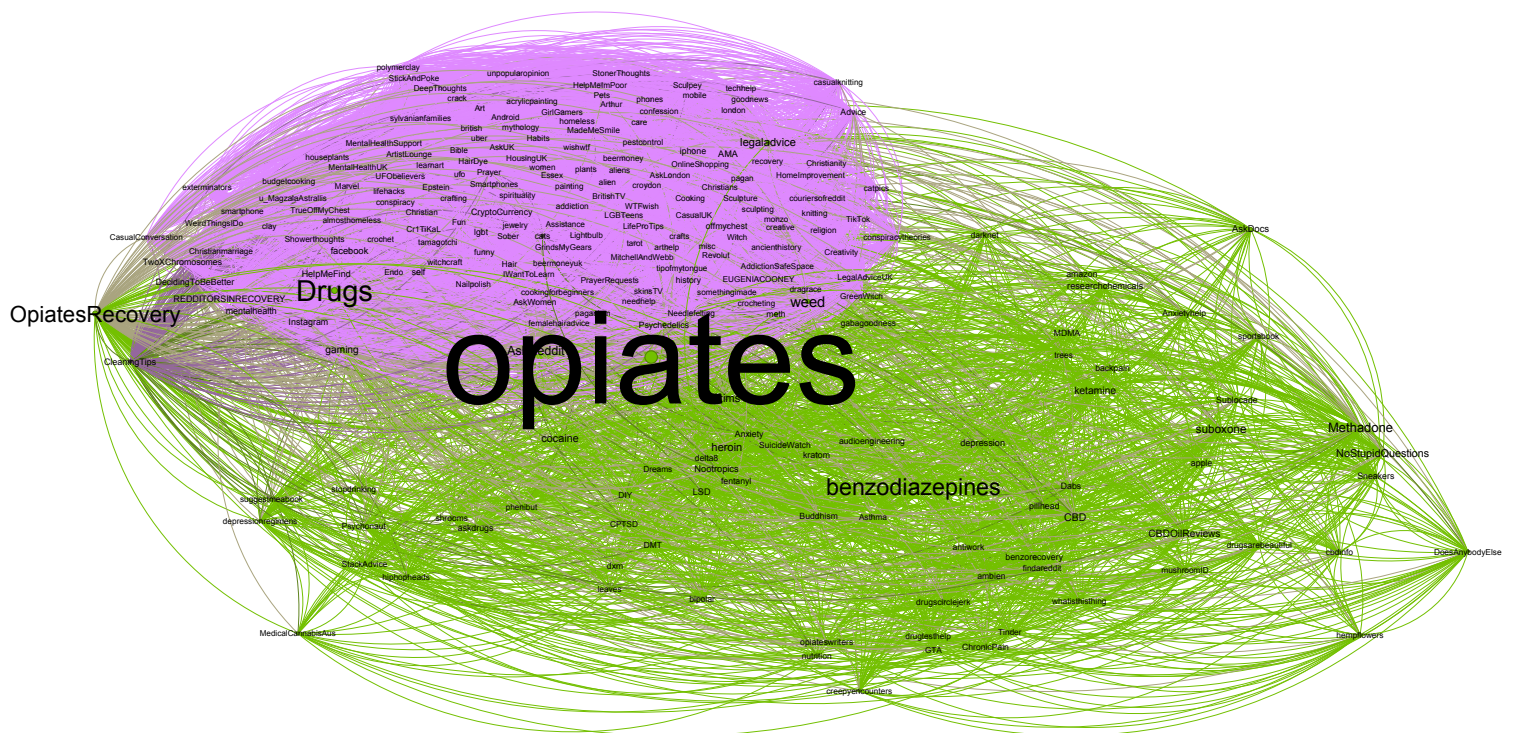 polymerclay
StickAndPoke
unpopularopinion
StonerThoughts
casualknitting
DeepThoughts
HelpMeImPoor
Sculpey
techhelp
crack
acrylicpainting
Pets
mobile
goodnews
Art
Arthur
phones
london
Advice
sylvanianfamilies
Android
GirlGamers
confession
british
mythology
homeless
care
uber
Habits
MadeMeSmile
MentalHealthSupport
Bible
AskUK
wishwtf
pestcontrol
legaladvice
houseplants
ArtistLounge
HairDye
HousingUK
beermoney
iphone
AMA
MentalHealthUK
learnart
women
plants
aliens
OnlineShopping
recovery
Christianity
UFObelievers
ufo
Prayer
Essex
AskLondon
pagan
HomeImprovement
exterminators
budgetcooking
Marvel
lifehacks
Epstein
Smartphones
painting
alien
croydon
Christians
catpics
u_MagzalaAstrallis
conspiracy
crafting
spirituality
BritishTV
Cooking
Sculpture
couriersofreddit
smartphone
TrueOffMyChest
Christian
CryptoCurrency
addiction
WTFwish
sculpting
knitting
WeirdThingsIDo
clay
almosthomeless
Fun
jewelry
Assistance
LGBTeens
CasualUK
monzo
TikTok
CasualConversation
Showerthoughts
crochet
Cr1TiKaL
lgbt
Sober
cats
Lightbulb
LifeProTips
offmychest
creative
religion
conspiracytheories
darknet
AskDocs
Christianmarriage
facebook
tamagotchi
funny
GrindsMyGears
tarot
arthelp
crafts
Witch
ancienthistory
Creativity
TwoXChromosomes
witchcraft
Hair
beermoneyuk
MitchellAndWebb
misc
Revolut
HelpMeFind
Endo
self
IWantToLearn
tipofmytongue
AddictionSafeSpace
amazon
DecidingToBeBetter
Drugs
Nailpolish
cookingforbeginners
PrayerRequests
history
EUGENIACOONEY
LegalAdviceUK
researchchemicals
REDDITORSINRECOVERY
AskWomen
skinsTV
somethingimade
dragrace
weed
GreenWitch
OpiatesRecovery
mentalhealth
needhelp
crocheting
Needlefelting
meth
Anxietyhelp
Instagram
femalehairadvice
Psychedelics
gabagoodness
MDMA
sportsbook
CleaningTips
gaming
AskReddit
opiates
trees
backpain
ketamine
Sublocade
cocaine
Anxiety
heroin
SuicideWatch
audioengineering
depression
suboxone
Methadone
delta8
kratom
NoStupidQuestions
Dreams
Nootropics
apple
fentanyl
Sneakers
stopdrinking
LSD
benzodiazepines
Dabs
suggestmeabook
DIY
phenibut
pillhead
depressionregimens
Psychonaut
shrooms
askdrugs
CPTSD
Buddhism
Asthma
CBD
CBDOilReviews
DMT
antiwork
drugsarebeautiful
codinfo
DoesAnybodyElse
StackAdvice
dxm
benzorecovery
findareddit
mushroomID
hiphopheads
ambien
leaves
bipolar
drugscirclejerk
whatisthisthing
MedicalCannabisAus
opiateswriters
drugtesthelp
Tinder
hempflowers
nutrition
GTA
ChronicPain
creepyencounters